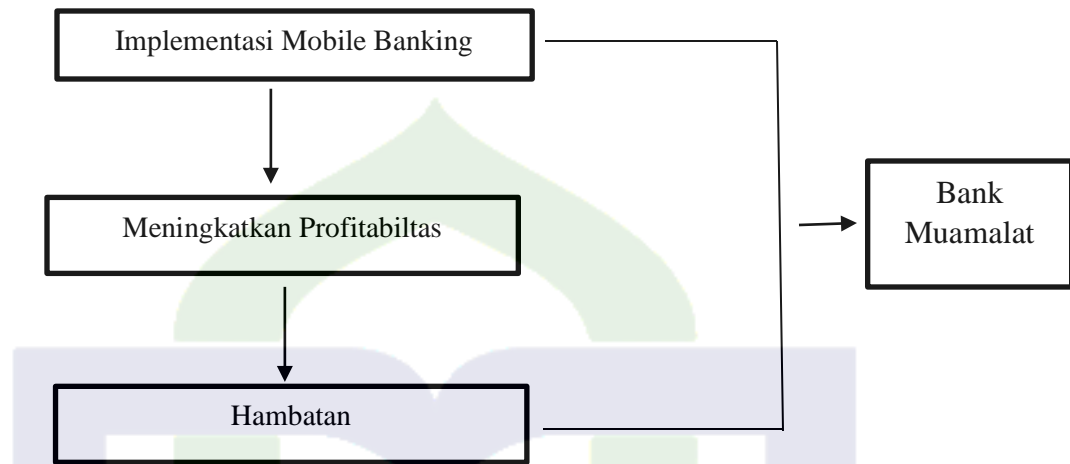 Implementasi Mobile Banking
Meningkatkan Profitabiltas
Hambatan
Bank
Muamalat